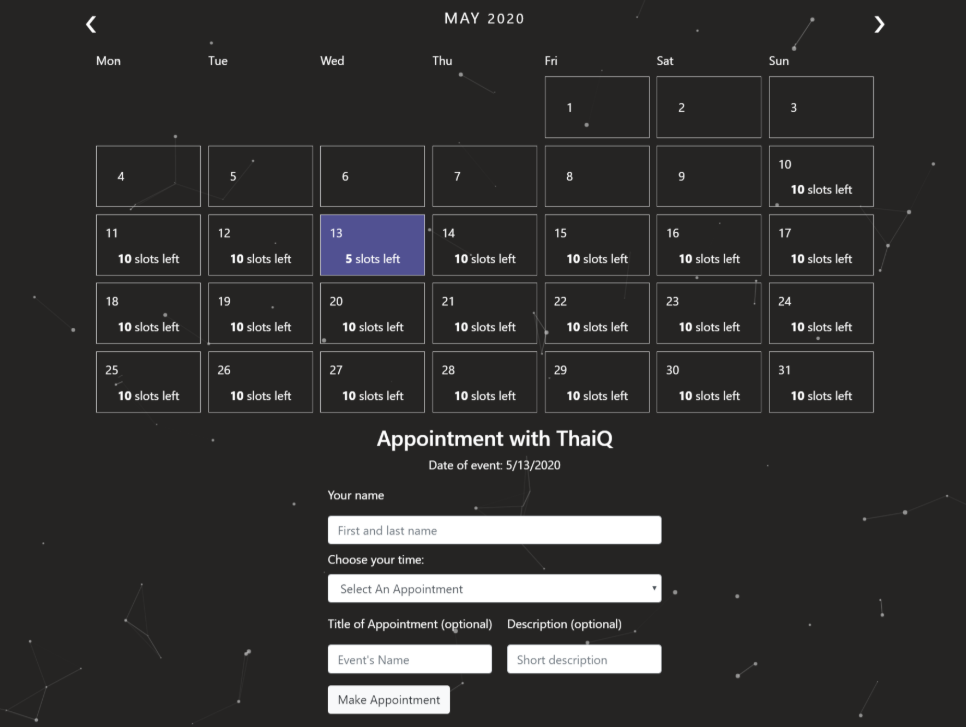 ❮ MAY 2020 ❯
Mon Tue Wed Thu Fri Sat Sun
1 2 3
4 5 6 7 8 9 10
10 slots left
11 12 13 14 15 16 17
10 slots left 10 slots left 5 slots left 10 slots left 10 slots left 10 slots left 10 slots left
18 19 20 21 22 23 24
10 slots left 10 slots left 10 slots left 10 slots left 10 slots left 10 slots left 10 slots left
25 26 27 28 29 30 31
10 slots left 10 slots left 10 slots left 10 slots left 10 slots left 10 slots left 10 slots left
Appointment with ThaiQ
Date of event: 5/13/2020
Your name
First and last name
Choose your time:
Select An Appointment
Title of Appointment (optional) Description (optional)
Event's Name Short description
Make Appointment